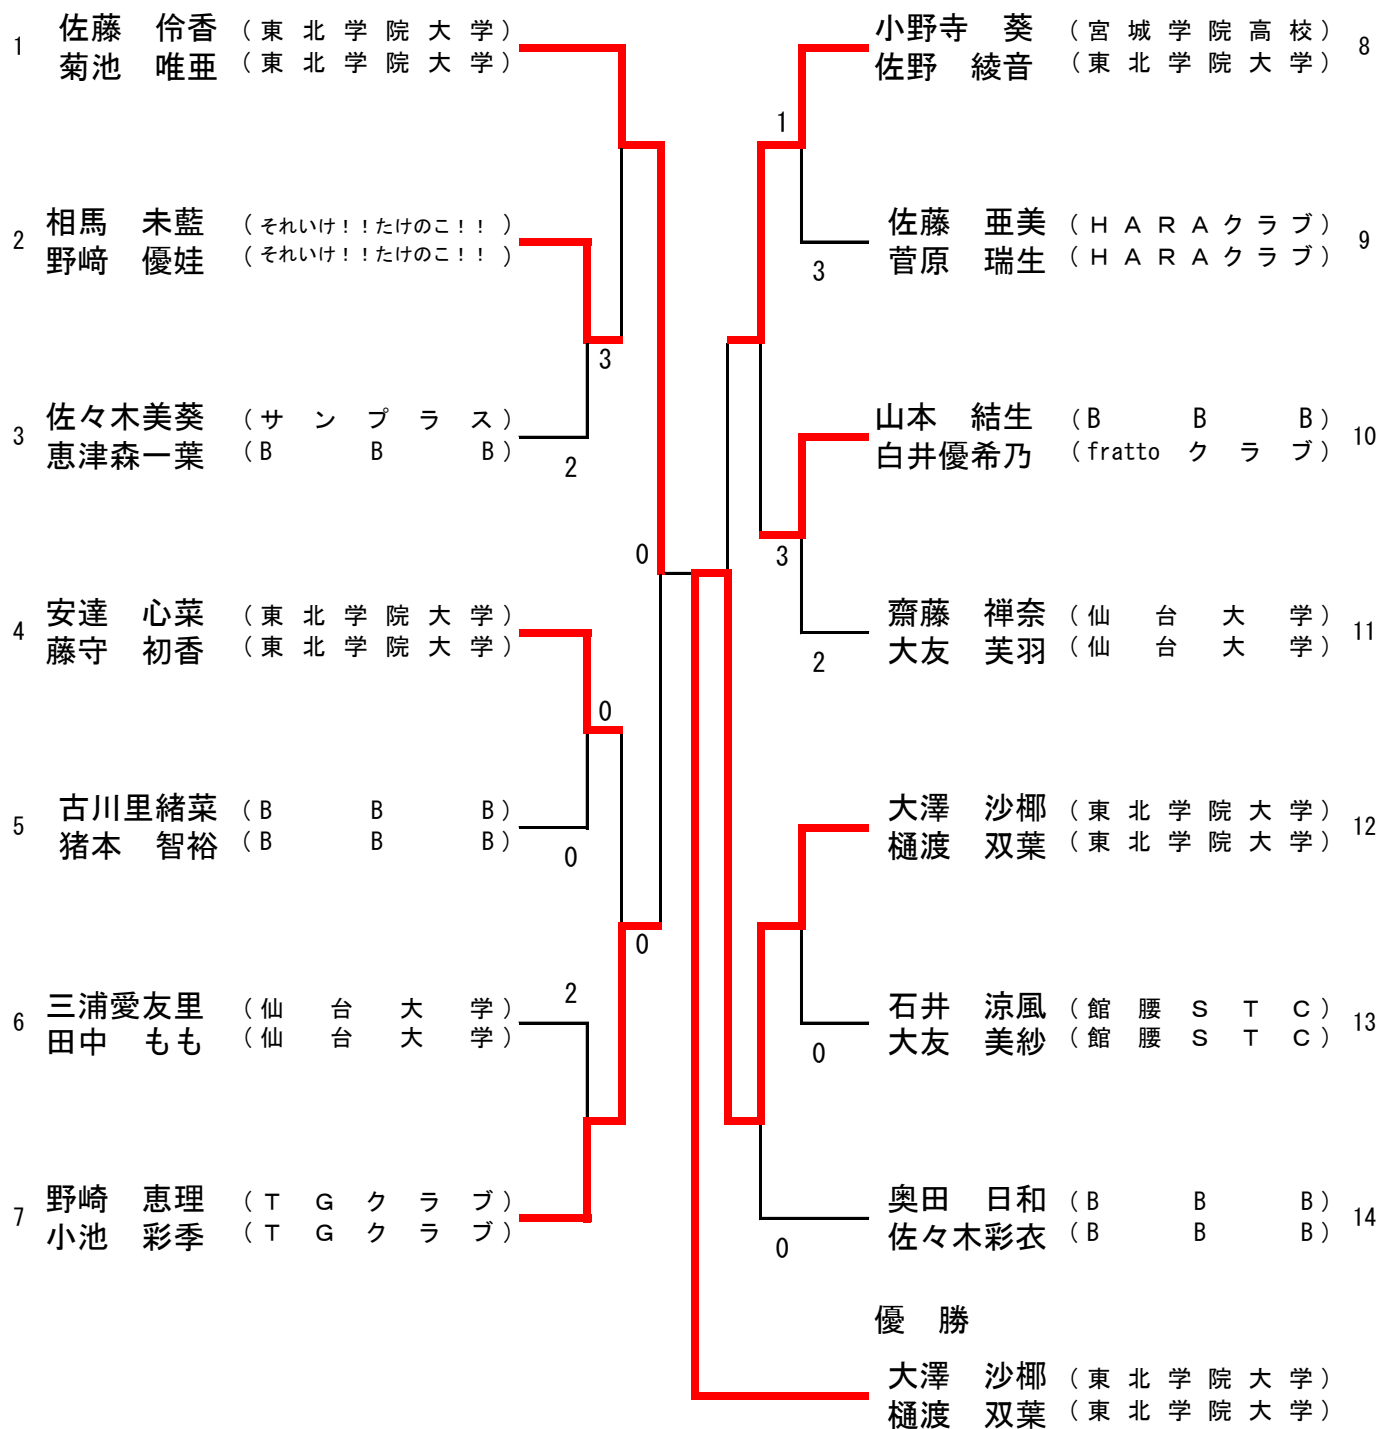 1 佐藤 伶香 (東北学院大学)
菊池 唯亜 (東北学院大学)
2 相馬 未藍 (それいけ！！たけのこ！！)
野﨑 優娃 (それいけ！！たけのこ！！)
3
3 佐々木美葵 (サンプラス)
恵津森一葉 (B B B)
2
0
4 安達 心菜 (東北学院大学)
藤守 初香 (東北学院大学)
0
5 古川里緒菜 (B B B)
猪本 智裕 (B B B)
0
0
6 三浦愛友里 (仙台大学)
田中 もも (仙台大学)
2
7 野崎 恵理 (ＴＧクラブ)
小池 彩季 (ＴＧクラブ)
小野寺 葵 (宮城学院高校) 8
佐野 綾音 (東北学院大学)
1
佐藤 亜美 (ＨＡＲＡクラブ) 9
菅原 瑞生 (ＨＡＲＡクラブ)
3
山本 結生 (B B B) 10
白井優希乃 (fratto クラブ)
3
齋藤 禅奈 (仙台大学) 11
大友 芙羽 (仙台大学)
2
大澤 沙椰 (東北学院大学) 12
樋渡 双葉 (東北学院大学)
石井 涼風 (館腰ＳＴＣ) 13
大友 美紗 (館腰ＳＴＣ)
0
奥田 日和 (B B B) 14
佐々木彩衣 (B B B)
0
優 勝
大澤 沙椰 (東北学院大学)
樋渡 双葉 (東北学院大学)